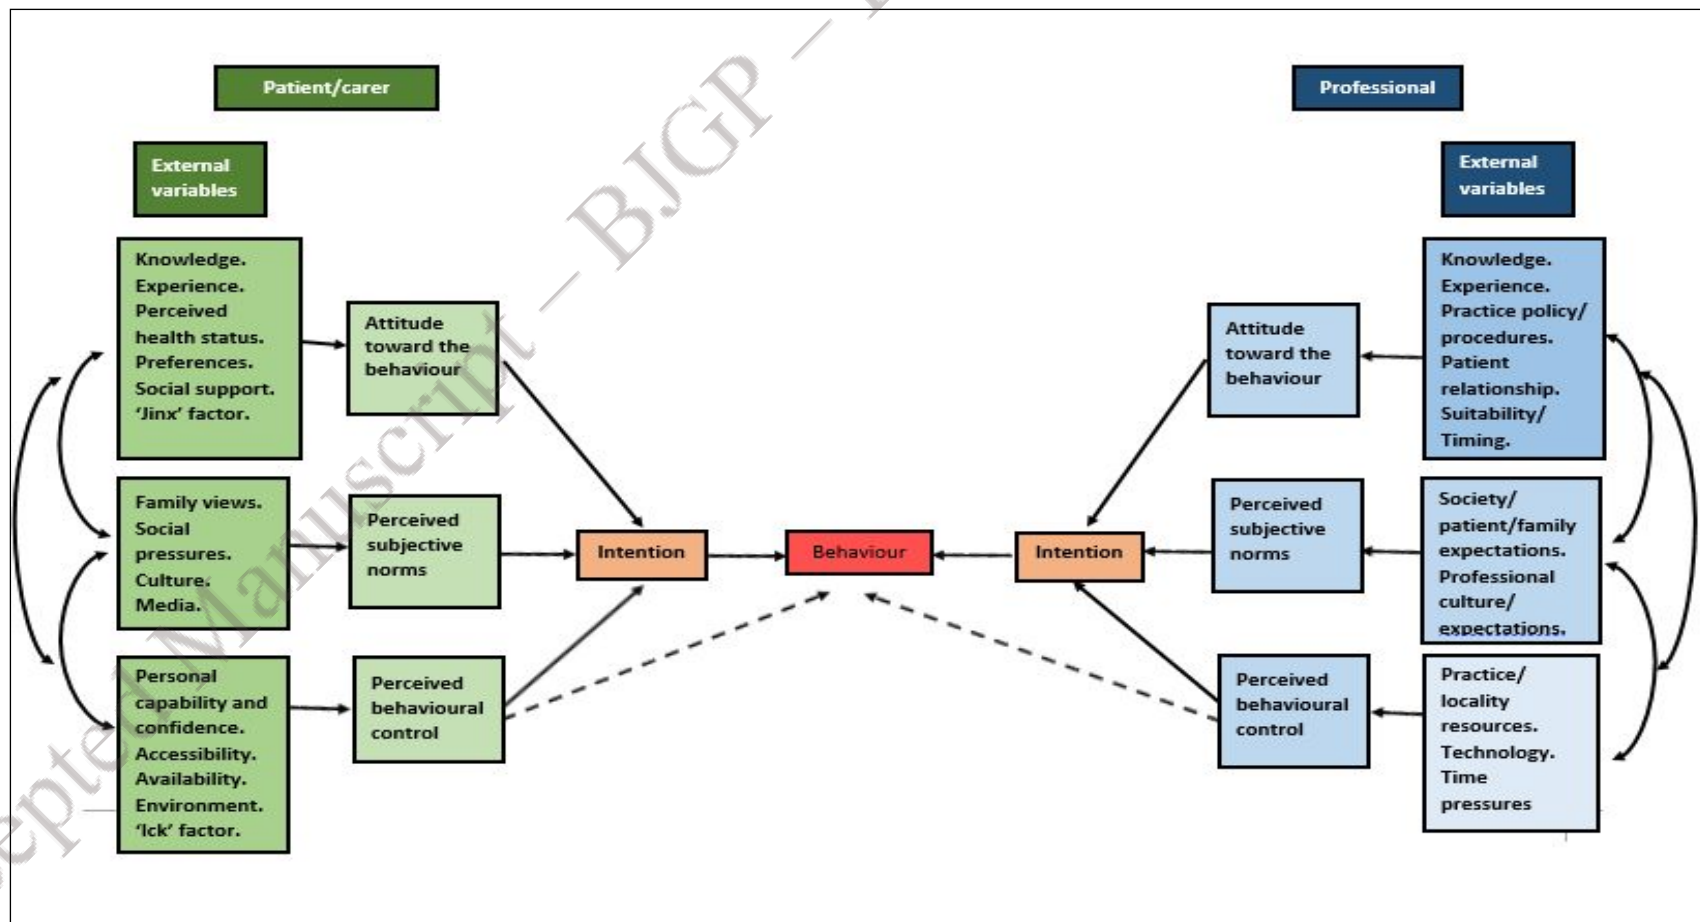 Patient/carer
Professional
External
variables
External
variables
Knowledge.
Experience.
Perceived
health status.
Preferences.
Social support.
‘Jinx’ factor.
Attitude
toward the
behaviour
Family views.
Social
pressures.
Culture.
Media.
Perceived
subjective
norms
Personal
capability and
confidence.
Accessibility.
Availability.
Environment.
‘Ick’ factor.
Perceived
behavioural
control
Intention
Behaviour
Intention
Attitude
toward the
behaviour
Perceived
subjective
norms
Perceived
behavioural
control
Knowledge.
Experience.
Practice policy/
procedures.
Patient
relationship.
Suitability/
Timing.
Society/
patient/family
expectations.
Professional
culture/
expectations.
Practice/
locality
resources.
Technology.
Time
pressures
Manuscript – BJGP –